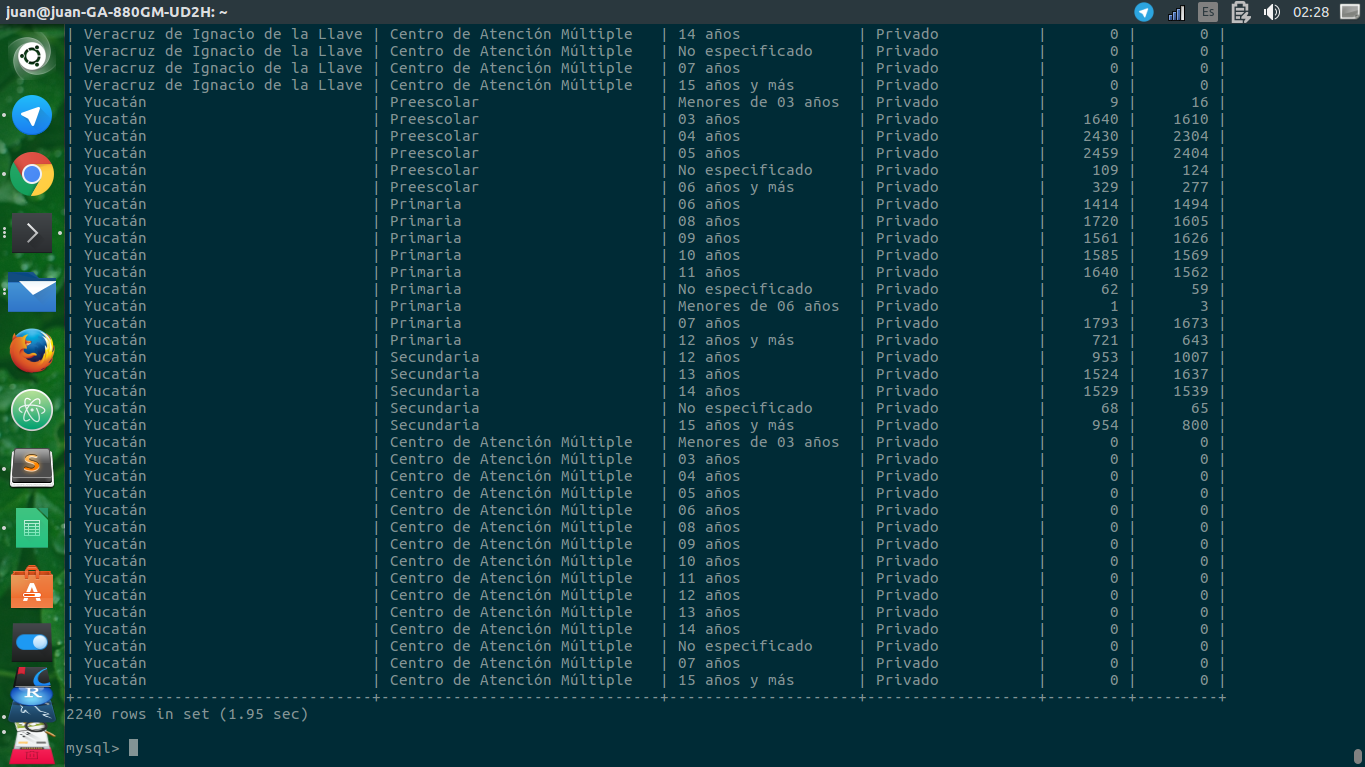 juan@juan-GA-880GM-UD2H: ~ Es 02:28
| Veracruz de Ignacio de la Llave | Centro de Atención Múltiple | 14 años | Privado | 0 | 0 |
| Veracruz de Ignacio de la Llave | Centro de Atención Múltiple | No especificado | Privado | 0 | 0 |
| Veracruz de Ignacio de la Llave | Centro de Atención Múltiple | 07 años | Privado | 0 | 0 |
| Veracruz de Ignacio de la Llave | Centro de Atención Múltiple | 15 años y más | Privado | 0 | 0 |
| Yucatán | Preescolar | Menores de 03 años | Privado | 9 | 16 |
| Yucatán | Preescolar | 03 años | Privado | 1640 | 1610 |
| Yucatán | Preescolar | 04 años | Privado | 2430 | 2304 |
| Yucatán | Preescolar | 05 años | Privado | 2459 | 2404 |
| Yucatán | Preescolar | No especificado | Privado | 109 | 124 |
| Yucatán | Preescolar | 06 años y más | Privado | 329 | 277 |
| Yucatán | Primaria | 06 años | Privado | 1414 | 1494 |
| Yucatán | Primaria | 08 años | Privado | 1720 | 1605 |
| Yucatán | Primaria | 09 años | Privado | 1561 | 1626 |
| Yucatán | Primaria | 10 años | Privado | 1585 | 1569 |
| Yucatán | Primaria | 11 años | Privado | 1640 | 1562 |
| Yucatán | Primaria | No especificado | Privado | 62 | 59 |
| Yucatán | Primaria | Menores de 06 años | Privado | 1 | 3 |
| Yucatán | Primaria | 07 años | Privado | 1793 | 1673 |
| Yucatán | Primaria | 12 años y más | Privado | 721 | 643 |
| Yucatán | Secundaria | 12 años | Privado | 953 | 1007 |
| Yucatán | Secundaria | 13 años | Privado | 1524 | 1637 |
| Yucatán | Secundaria | 14 años | Privado | 1529 | 1539 |
| Yucatán | Secundaria | No especificado | Privado | 68 | 65 |
| Yucatán | Secundaria | 15 años y más | Privado | 954 | 800 |
| Yucatán | Centro de Atención Múltiple | Menores de 03 años | Privado | 0 | 0 |
| Yucatán | Centro de Atención Múltiple | 03 años | Privado | 0 | 0 |
| Yucatán | Centro de Atención Múltiple | 04 años | Privado | 0 | 0 |
| Yucatán | Centro de Atención Múltiple | 05 años | Privado | 0 | 0 |
| Yucatán | Centro de Atención Múltiple | 06 años | Privado | 0 | 0 |
| Yucatán | Centro de Atención Múltiple | 08 años | Privado | 0 | 0 |
| Yucatán | Centro de Atención Múltiple | 09 años | Privado | 0 | 0 |
| Yucatán | Centro de Atención Múltiple | 10 años | Privado | 0 | 0 |
| Yucatán | Centro de Atención Múltiple | 11 años | Privado | 0 | 0 |
| Yucatán | Centro de Atención Múltiple | 12 años | Privado | 0 | 0 |
| Yucatán | Centro de Atención Múltiple | 13 años | Privado | 0 | 0 |
| Yucatán | Centro de Atención Múltiple | 14 años | Privado | 0 | 0 |
| Yucatán | Centro de Atención Múltiple | No especificado | Privado | 0 | 0 |
| Yucatán | Centro de Atención Múltiple | 07 años | Privado | 0 | 0 |
| Yucatán | Centro de Atención Múltiple | 15 años y más | Privado | 0 | 0 |
+---------------------------------+-------------------------------+---------------------+-------------------+---------+---------+
2240 rows in set (1.95 sec)
mysql>